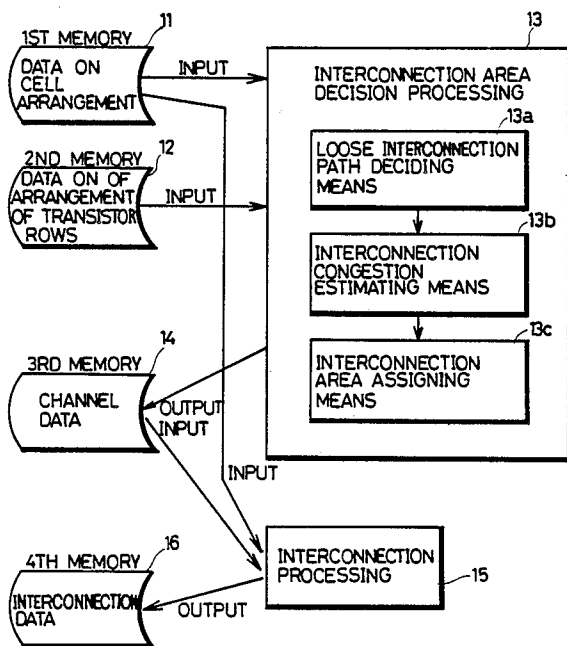 1ST MEMORY
11
DATA ON
CELL
ARRANGEMENT
INPUT
2ND MEMORY
12
DATA ON OF
ARRANGEMENT
OF TRANSISTOR
ROWS
INPUT
13
INTERCONNECTION AREA
DECISION PROCESSING
13a
LOOSE INTERCONNECTION
PATH DECIDING
MEANS
13b
INTERCONNECTION
CONGESTION
ESTIMATING MEANS
13c
INTERCONNECTION
AREA ASSIGNING
MEANS
3RD MEMORY
14
CHANNEL
DATA
OUTPUT
INPUT
INPUT
4TH MEMORY
16
INTERCONNECTION
DATA
OUTPUT
INTERCONNECTION
PROCESSING
15